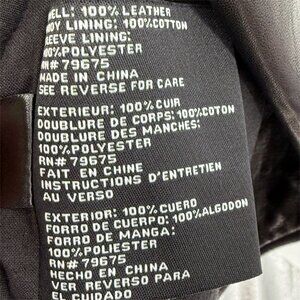 SHELL: 100% LEATHER
BODY LINING: 100%COTTON
SLEEVE LINING:
100%POLYESTER
RN# 79675
MADE IN CHINA
SEE REVERSE FOR CARE
EXTERIEUR: 100%CUIR
DOUBLURE DE CORPS:100%COTON
DOUBLURE DES MANCHES:
100%POLYESTER
RN# 79675
FAIT EN CHINE
INSTRUCTIONS D'ENTRETIEN
AU VERSO
EXTERIOR: 100%CUERO
FORRO DE CUERPO:100%ALGODON
FORRO DE MANGA:
100%POLIESTER
RN# 79675
HECHO EN CHINA
VER REVERSO PARA
EL CUIDADO